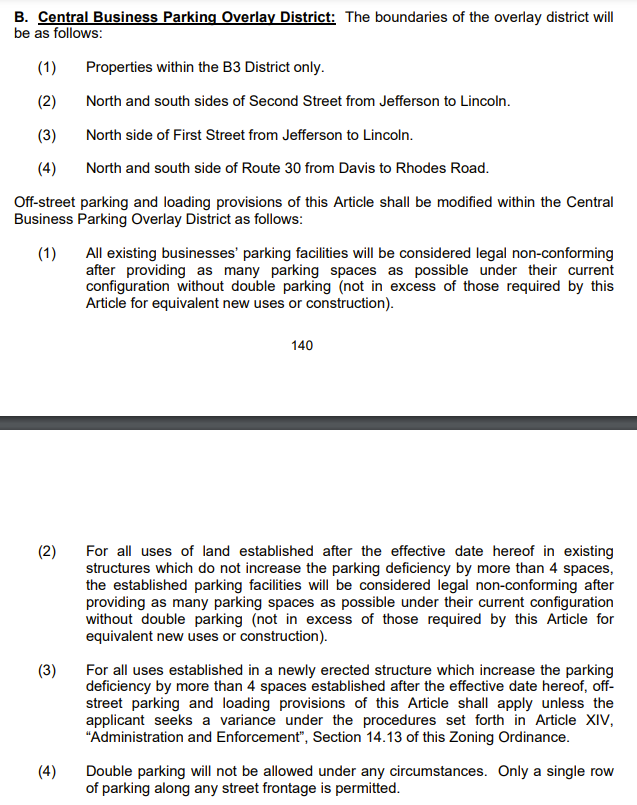 B. Central Business Parking Overlay District: The boundaries of the overlay district will
be as follows:
(1) Properties within the B3 District only.
(2) North and south sides of Second Street from Jefferson to Lincoln.
(3) North side of First Street from Jefferson to Lincoln.
(4) North and south side of Route 30 from Davis to Rhodes Road.
Off-street parking and loading provisions of this Article shall be modified within the Central
Business Parking Overlay District as follows:
(1) All existing businesses’ parking facilities will be considered legal non-conforming
after providing as many parking spaces as possible under their current
configuration without double parking (not in excess of those required by this
Article for equivalent new uses or construction).
140
(2) For all uses of land established after the effective date hereof in existing
structures which do not increase the parking deficiency by more than 4 spaces,
the established parking facilities will be considered legal non-conforming after
providing as many parking spaces as possible under their current configuration
without double parking (not in excess of those required by this Article for
equivalent new uses or construction).
(3) For all uses established in a newly erected structure which increase the parking
deficiency by more than 4 spaces established after the effective date hereof, off-
street parking and loading provisions of this Article shall apply unless the
applicant seeks a variance under the procedures set forth in Article XIV,
“Administration and Enforcement”, Section 14.13 of this Zoning Ordinance.
(4) Double parking will not be allowed under any circumstances. Only a single row
of parking along any street frontage is permitted.